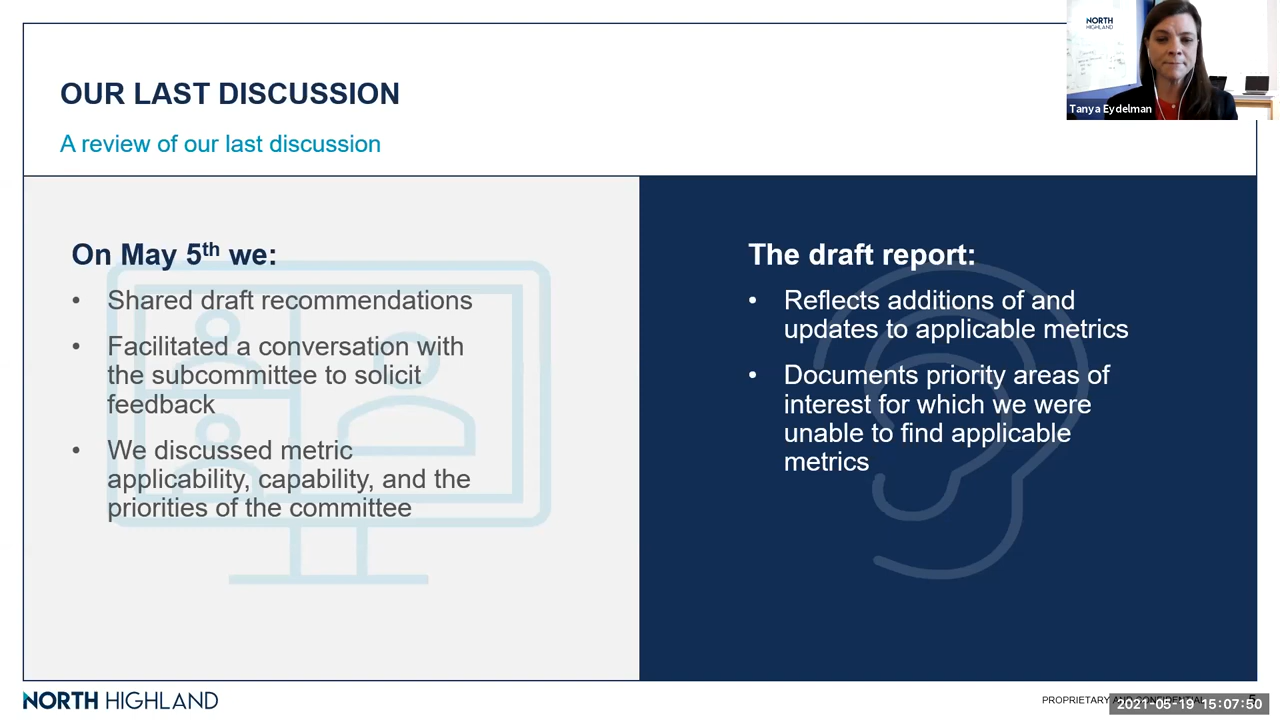 NORTH
HIGHLAND
Tanya Eydelman
OUR LAST DISCUSSION
A review of our last discussion
On May 5th we:
• Shared draft recommendations
• Facilitated a conversation with
the subcommittee to solicit
feedback
• We discussed metric
applicability, capability, and the
priorities of the committee
The draft report:
• Reflects additions of and
updates to applicable metrics
• Documents priority areas of
interest for which we were
unable to find applicable
metrics
NORTH HIGHLAND
PROPRIETARY AND CONFIDENTIAL
5
2021-05-19 15:07:50